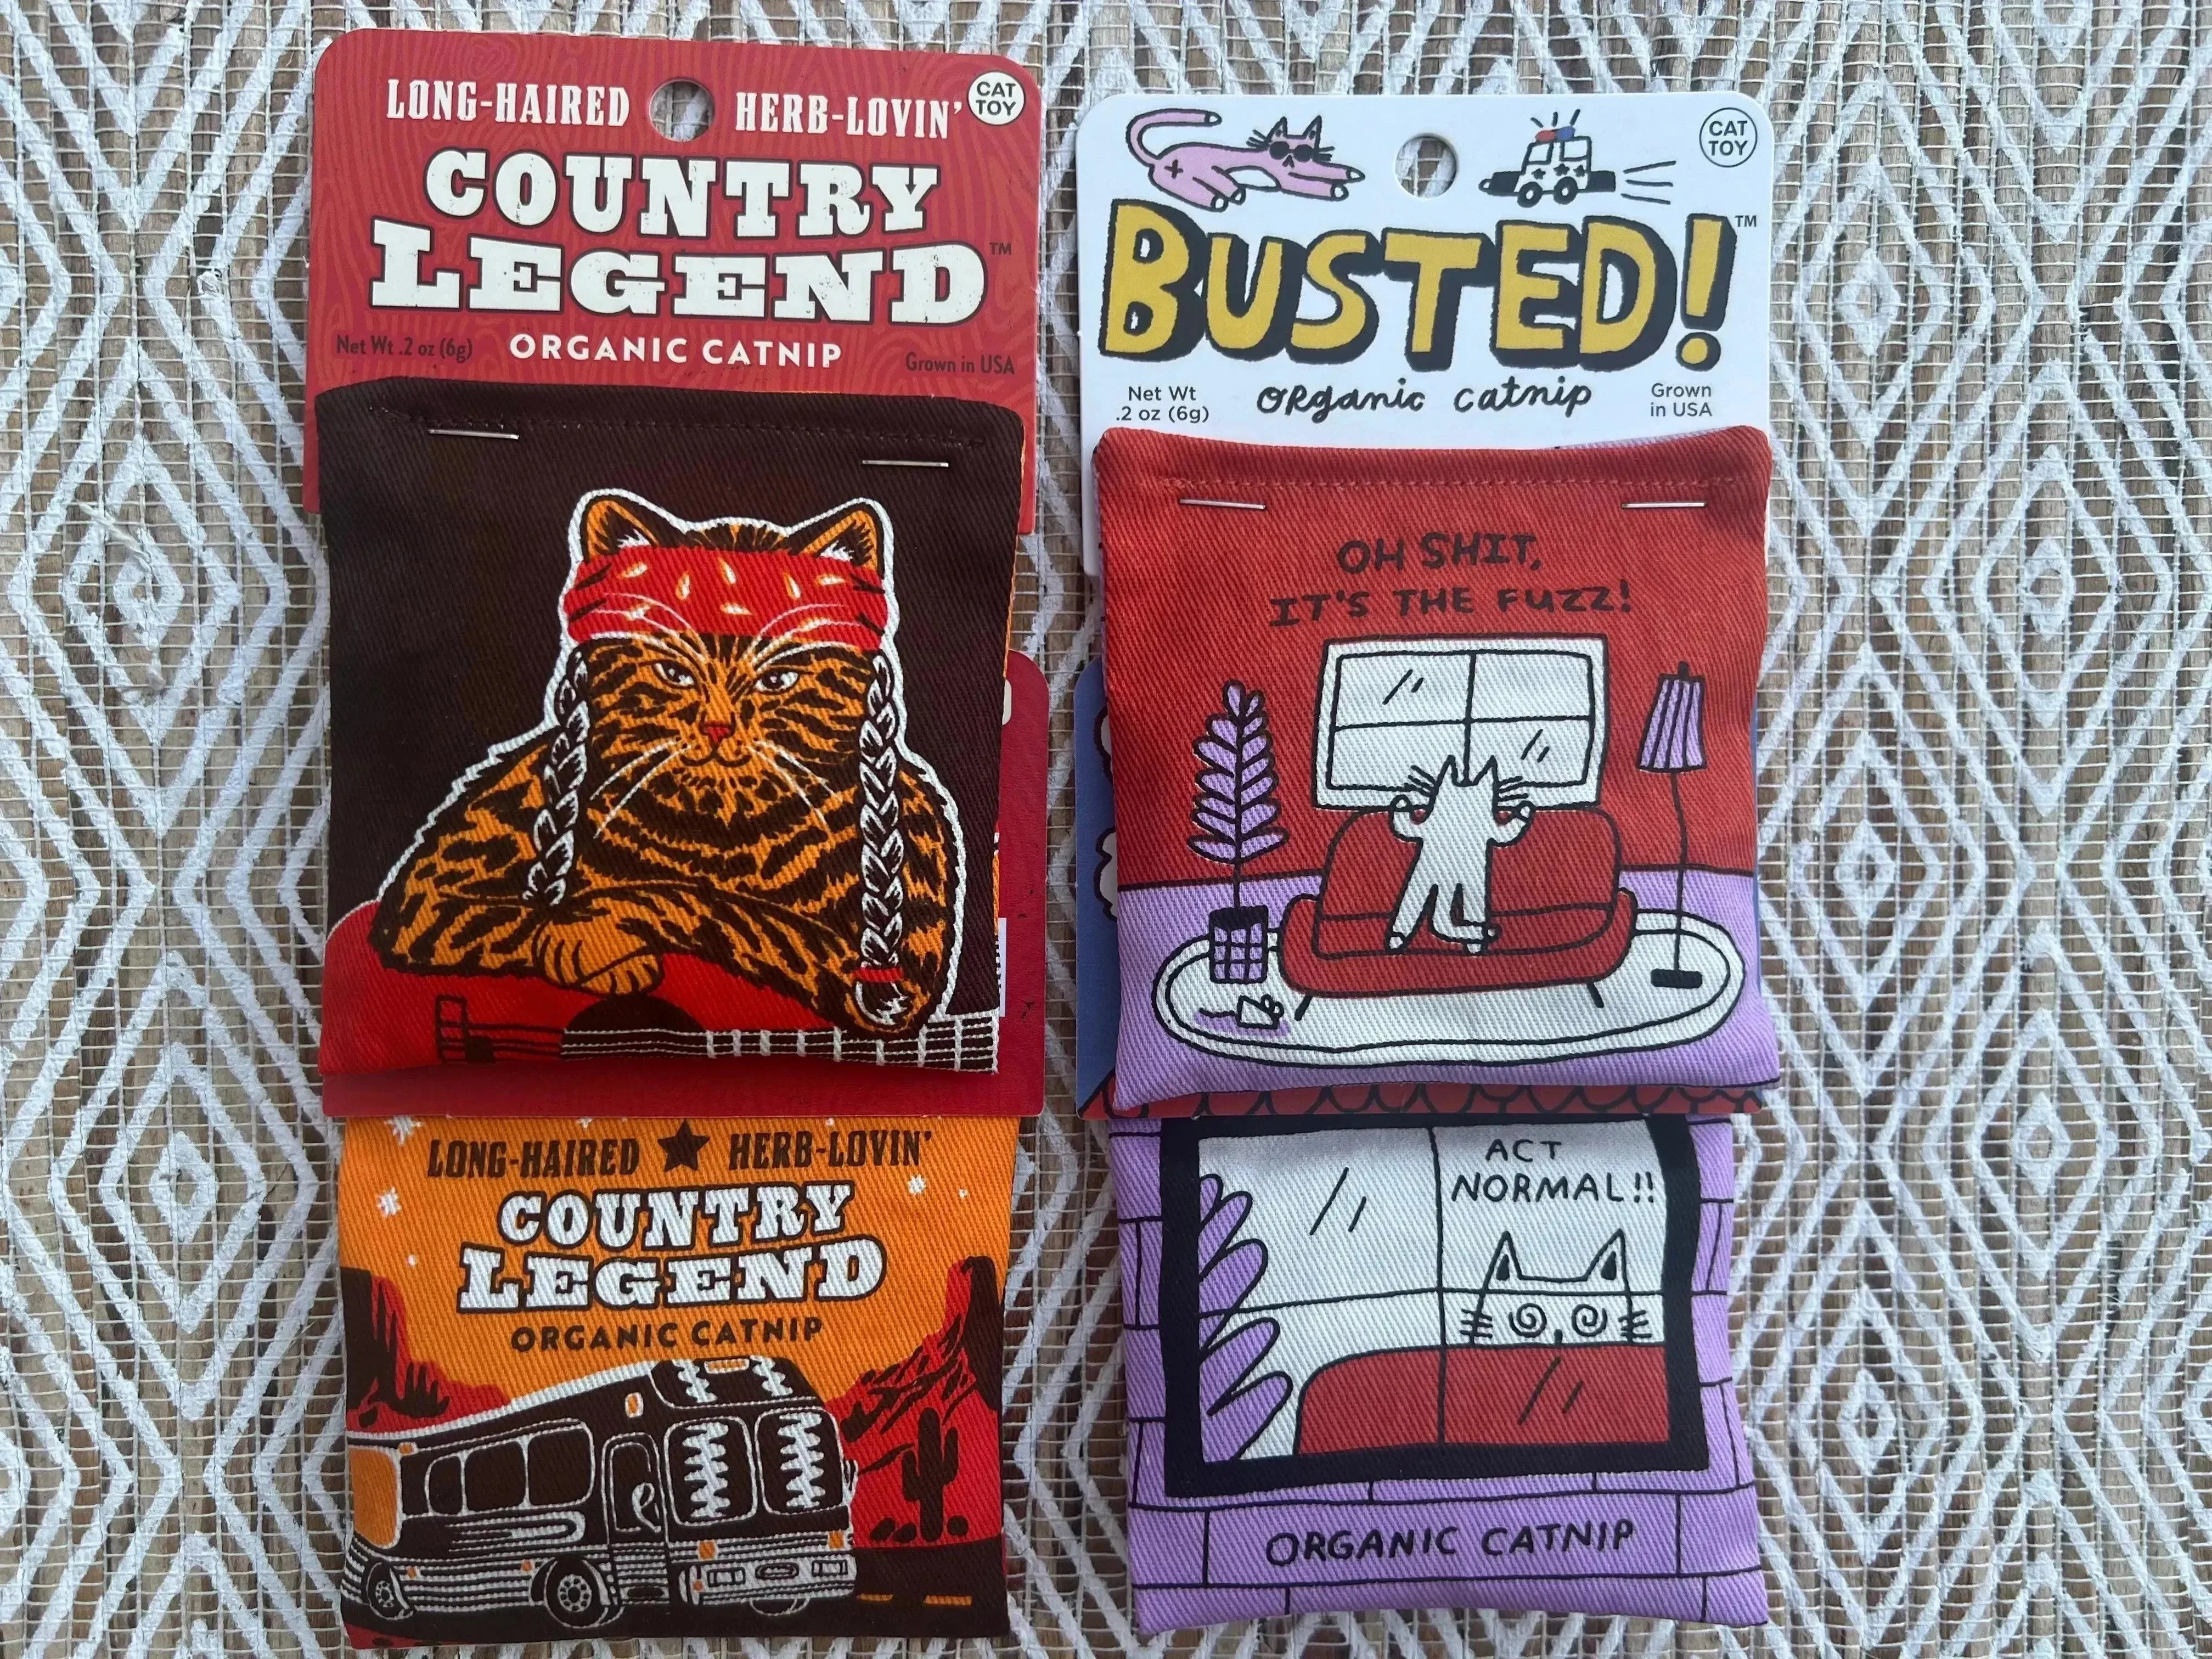 LONG-HAIRED HERB-LOVIN'
CAT
TOY
COUNTRY
LEGEND™
Net Wt .2 oz (6g)
ORGANIC CATNIP
Grown in USA
LONG-HAIRED ★ HERB-LOVIN'
COUNTRY
LEGEND
ORGANIC CATNIP
CAT
TOY
BUSTED!™
Net Wt
.2 oz (6g)
organic catnip
Grown
in USA
OH SHIT,
IT'S THE FUZZ!
ACT
NORMAL!!
ORGANIC CATNIP